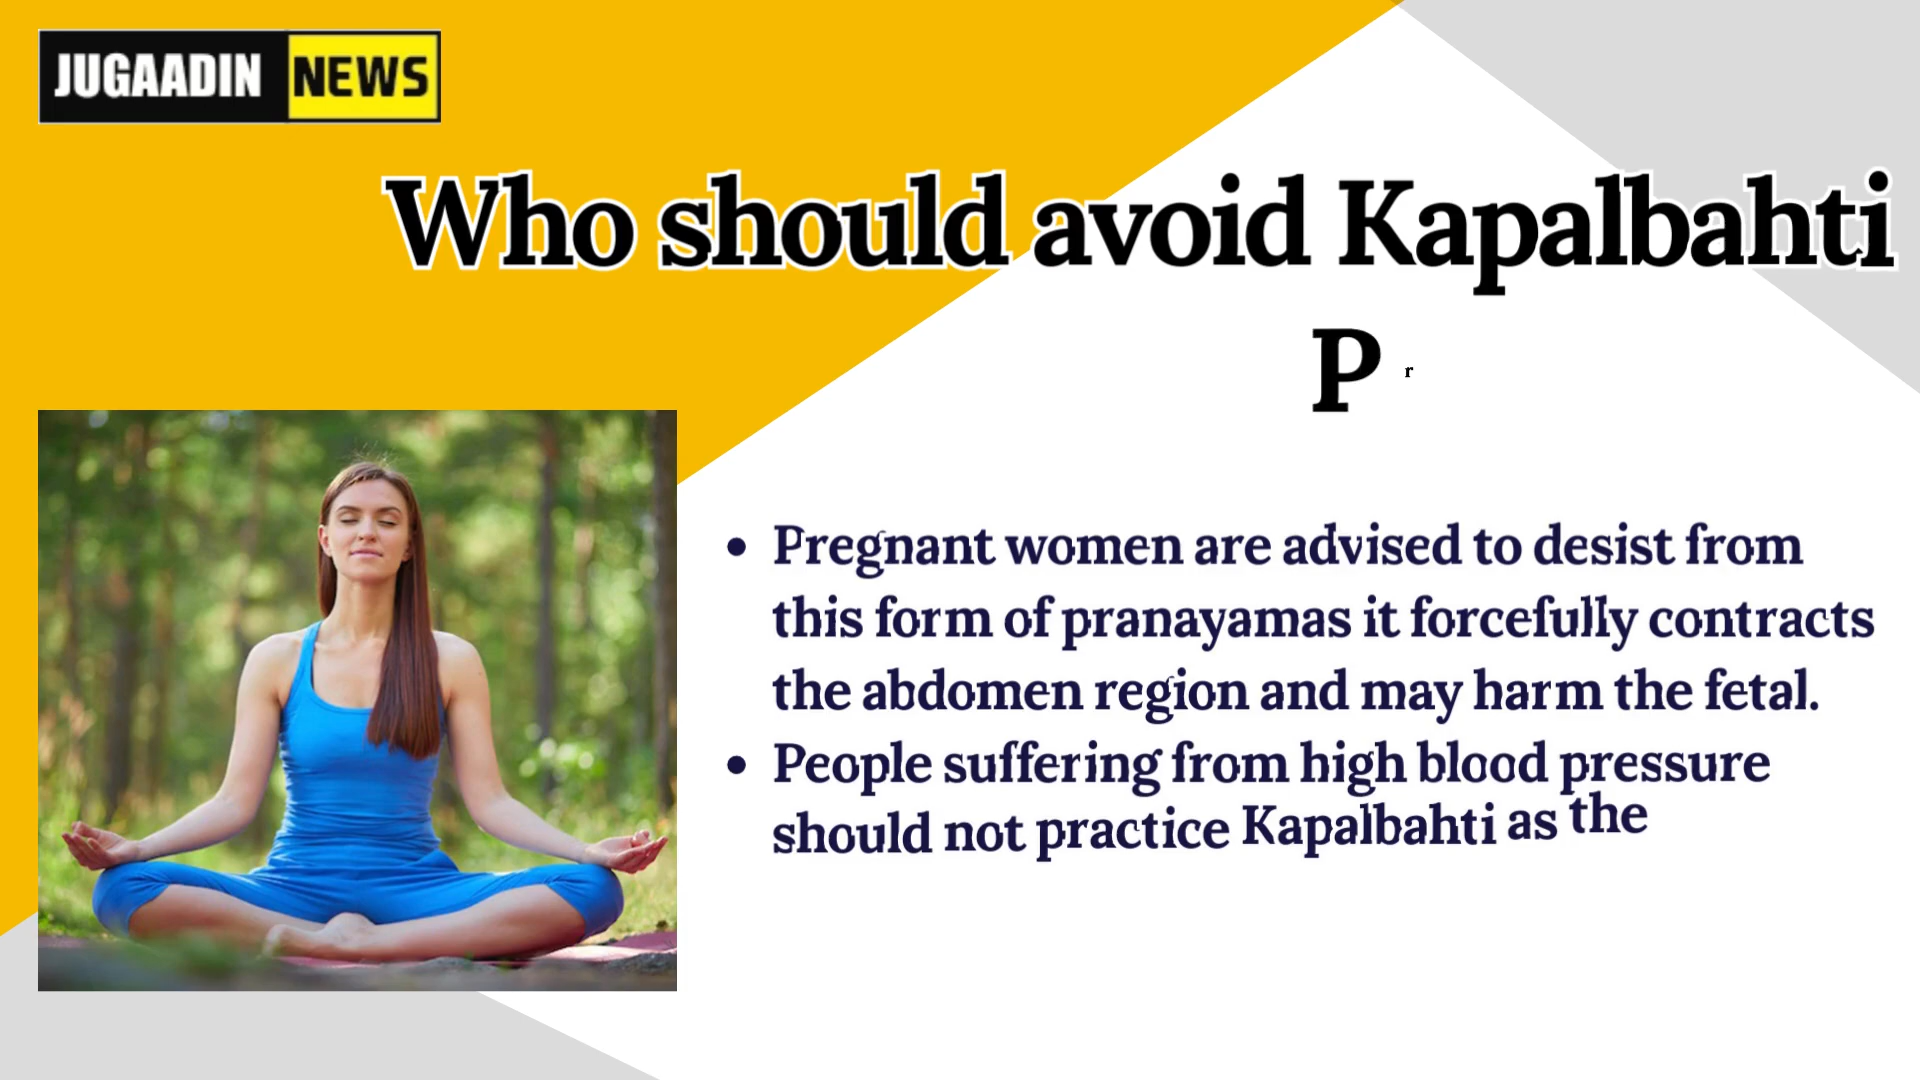 JUGAADIN NEWS
Who should avoid Kapalbahti
P r
• Pregnant women are advised to desist from
this form of pranayamas it forcefully contracts
the abdomen region and may harm the fetal.
• People suffering from high blood pressure
should not practice Kapalbahti as the